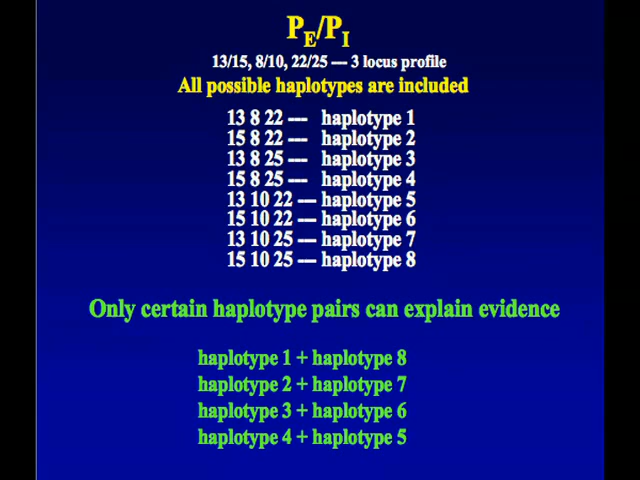 PE/PI
13/15, 8/10, 22/25 --- 3 locus profile
All possible haplotypes are included
13 8 22 --- haplotype 1
15 8 22 --- haplotype 2
13 8 25 --- haplotype 3
15 8 25 --- haplotype 4
13 10 22 --- haplotype 5
15 10 22 --- haplotype 6
13 10 25 --- haplotype 7
15 10 25 --- haplotype 8
Only certain haplotype pairs can explain evidence
haplotype 1 + haplotype 8
haplotype 2 + haplotype 7
haplotype 3 + haplotype 6
haplotype 4 + haplotype 5